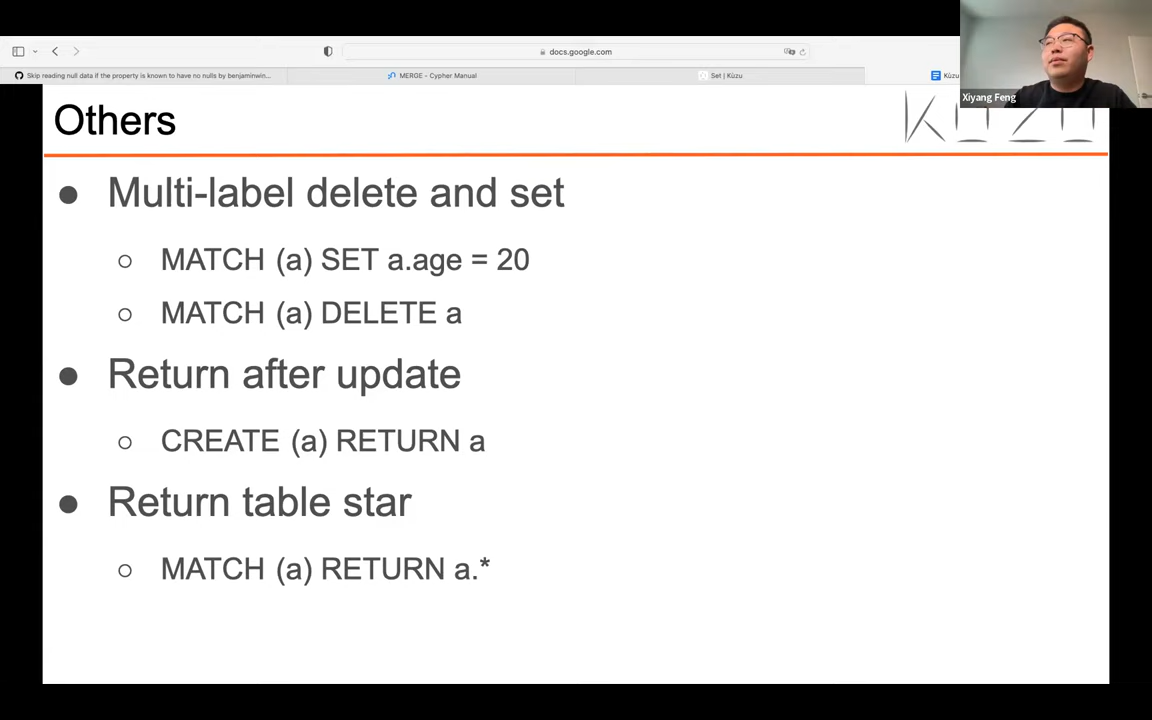 docs.google.com
Skip reading null data if the property is known to have no nulls by benjaminwin...
MERGE - Cypher Manual
Set | Kùzu
Kùzu
Xiyang Feng
Others
kùzu
● Multi-label delete and set
○ MATCH (a) SET a.age = 20
○ MATCH (a) DELETE a
● Return after update
○ CREATE (a) RETURN a
● Return table star
○ MATCH (a) RETURN a.*